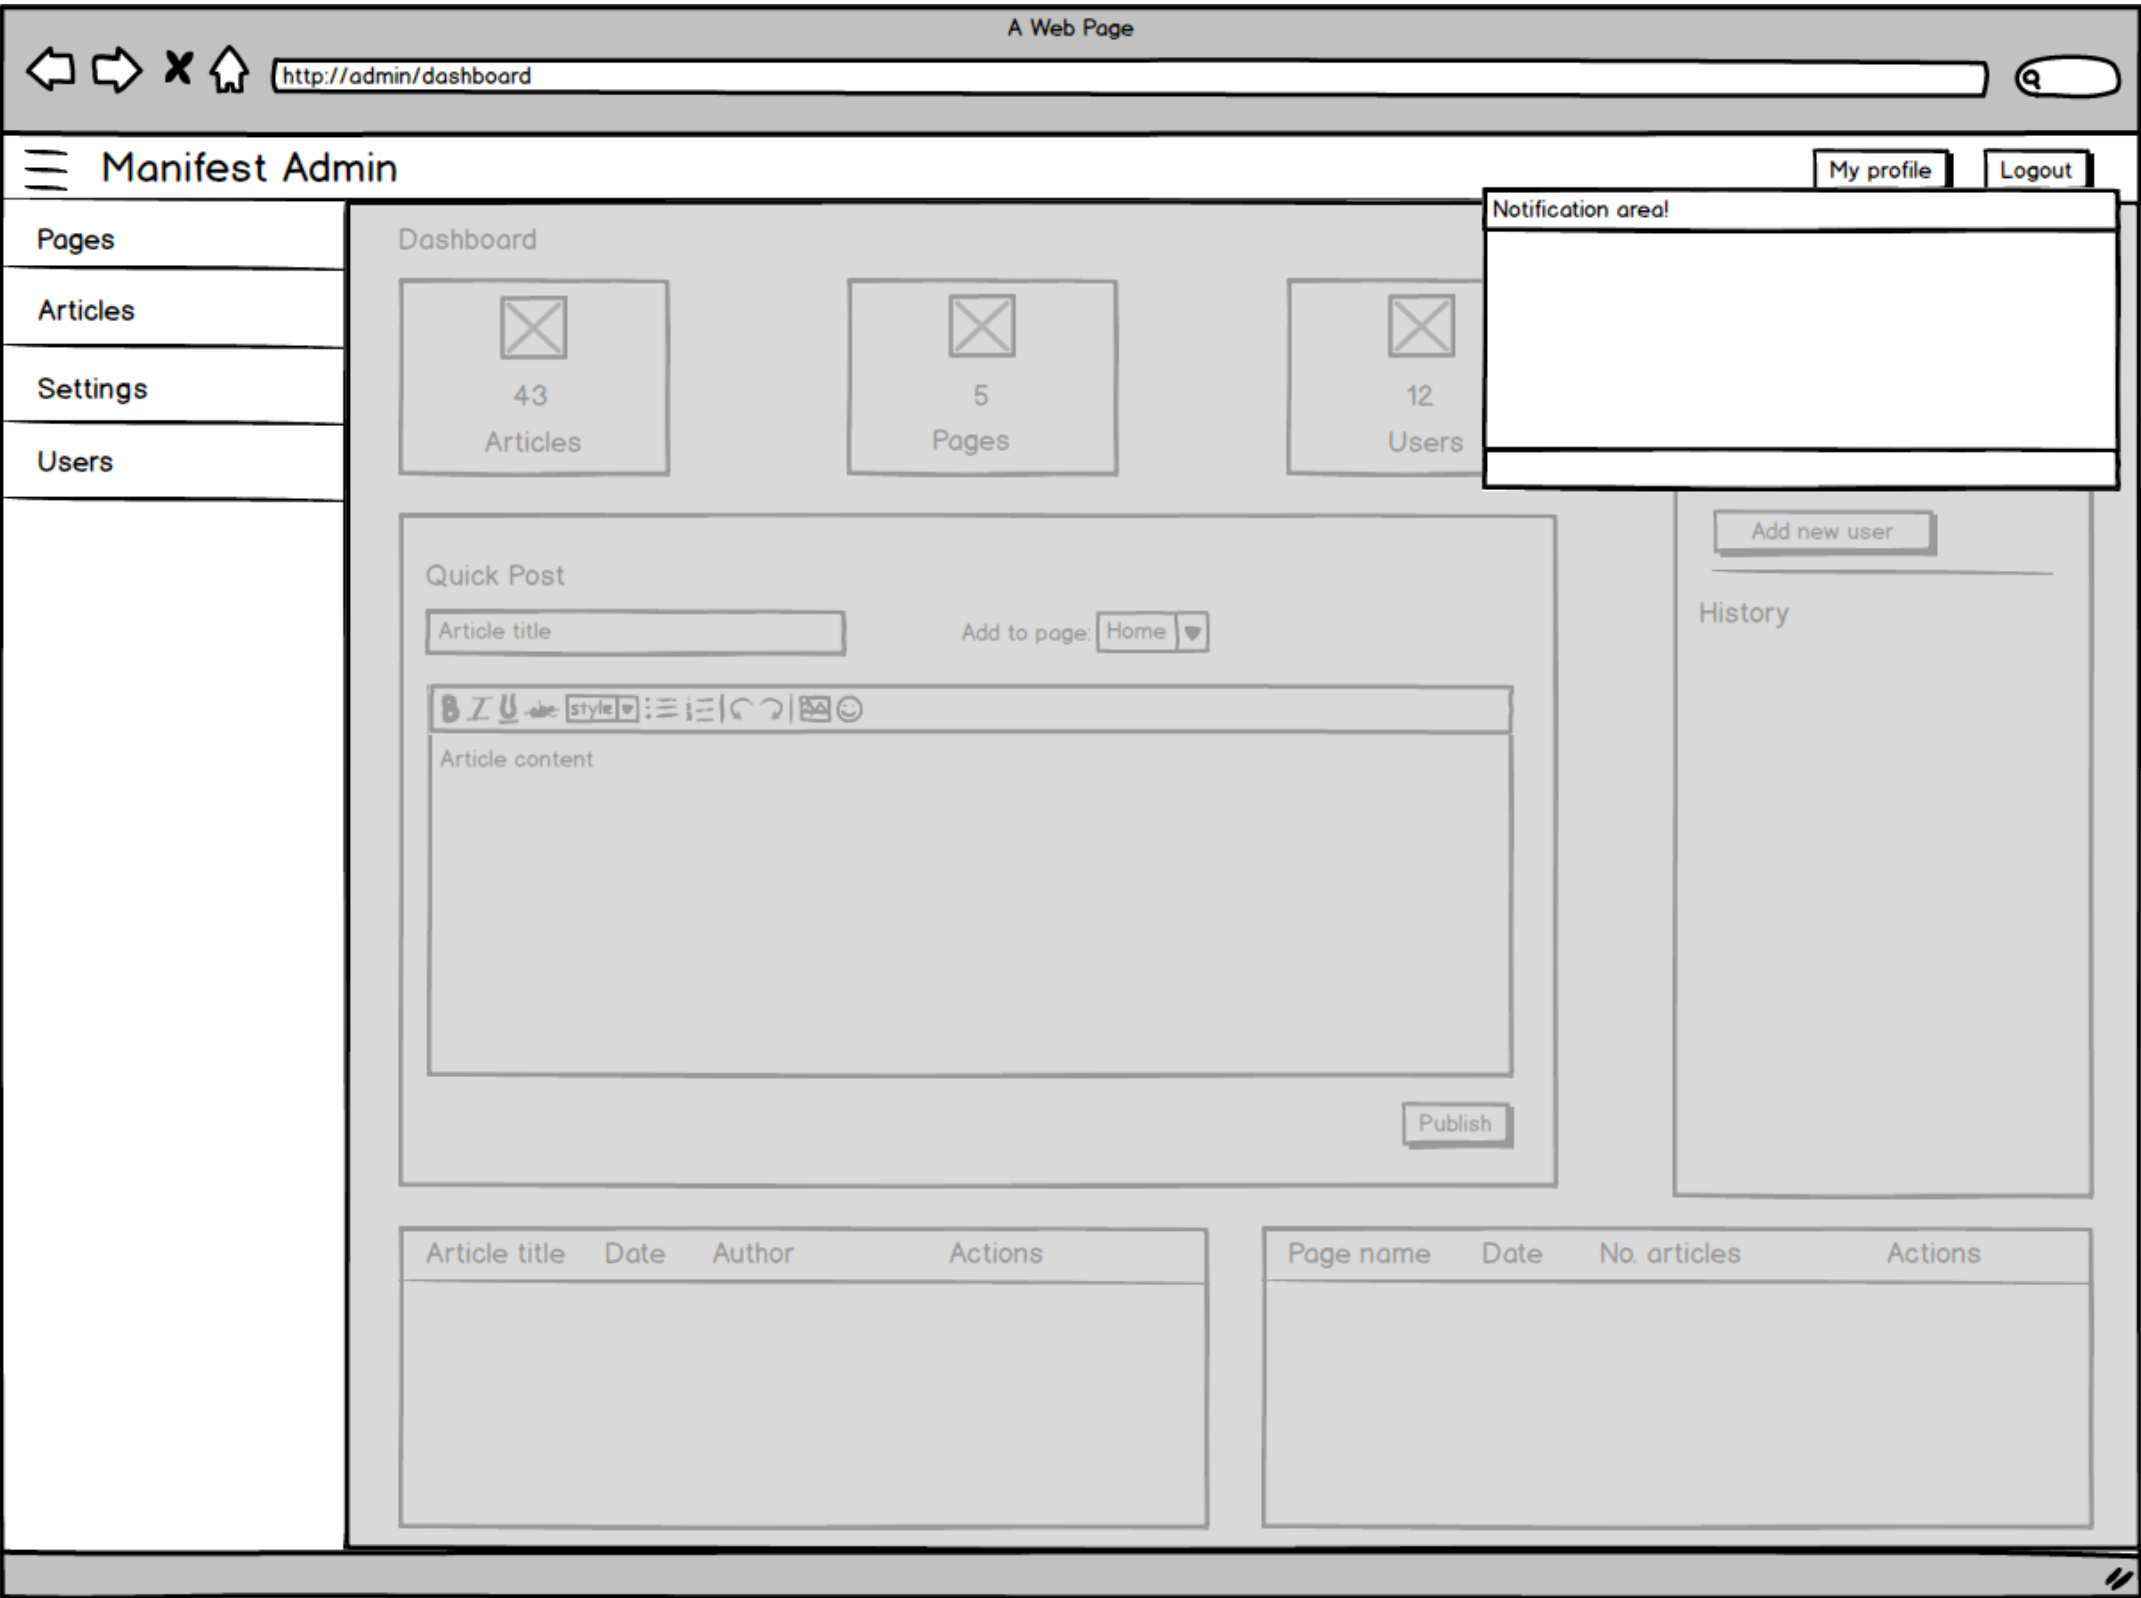 A Web Page
http://admin/dashboard
Manifest Admin
My profile
Logout
Notification area!
Pages
Articles
Settings
Users
Dashboard
43
Articles
5
Pages
12
Users
Add new user
History
Quick Post
Article title
Add to page: Home
B I U abc style
Article content
Publish
Article title Date Author Actions
Page name Date No. articles Actions